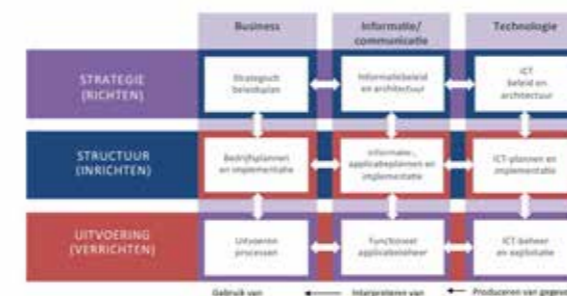 Business
Informatie/
communicatie
Technologie
STRATEGIE
(RICHTEN)
Strategisch
beleidsplan
Informatiebeleid
en architectuur
ICT
beleid en
architectuur
STRUCTUUR
(INRICHTEN)
Bedrijfsplannen
en implementatie
Informatie-,
applicatieplannen en
implementatie
ICT-plannen en
implementatie
UITVOERING
(VERRICHTEN)
Uitvoeren
processen
Functioneel
applicatiebeheer
ICT-beheer
en exploitatie
Gebruik van
Interpreteren van
Produceren van gegeve